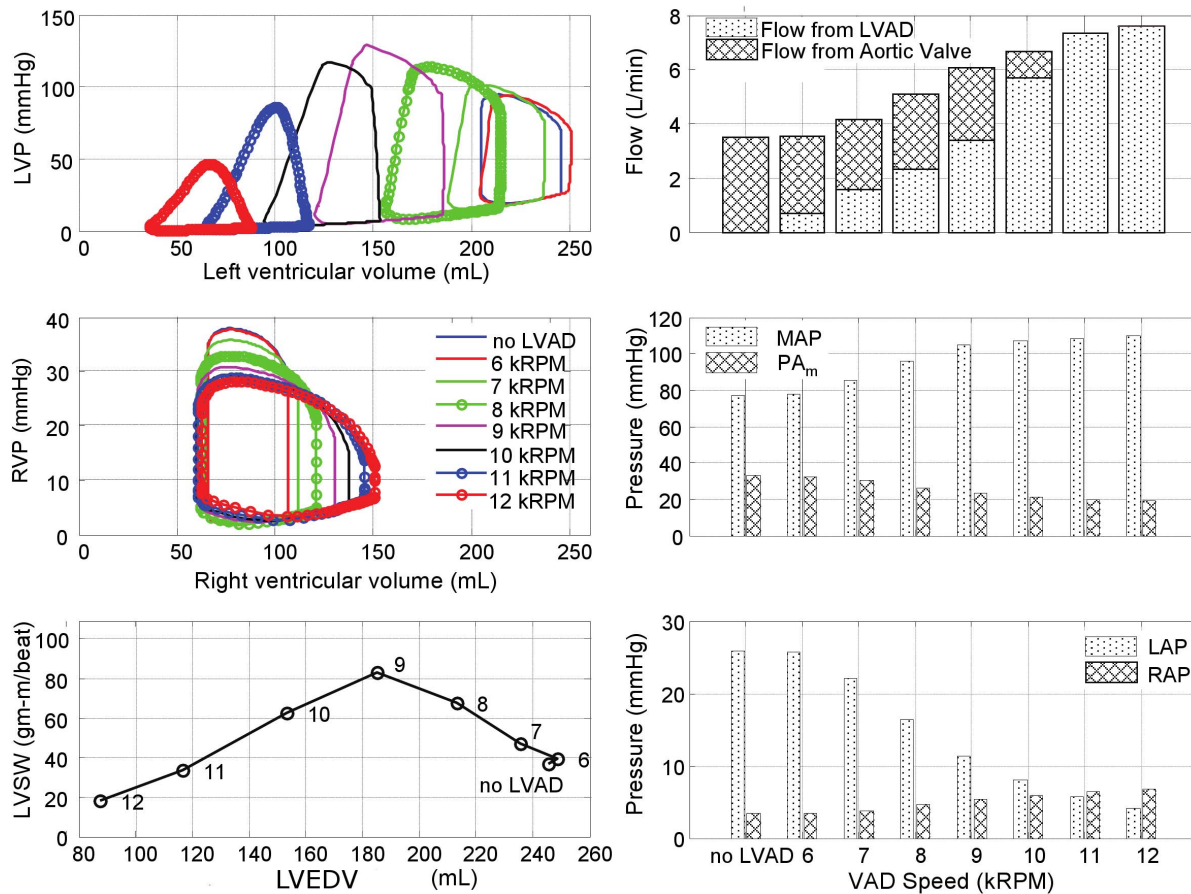 LVP (mmHg)
150
100
50
0
0 50 100 150 200 250
Left ventricular volume (mL)
Flow (L/min)
8
6
4
2
0
Flow from LVAD
Flow from Aortic Valve
RVP (mmHg)
40
30
20
10
0
0 50 100 150 200 250
Right ventricular volume (mL)
no LVAD
6 kRPM
7 kRPM
8 kRPM
9 kRPM
10 kRPM
11 kRPM
12 kRPM
Pressure (mmHg)
120
100
80
60
40
20
0
MAP
PAm
LVSW (gm-m/beat)
100
80
60
40
20
0
12
11
10
9
8
7
6
no LVAD
80 100 120 140 160 180 200 220 240 260
LVEDV (mL)
Pressure (mmHg)
30
20
10
0
LAP
RAP
no LVAD 6 7 8 9 10 11 12
VAD Speed (kRPM)